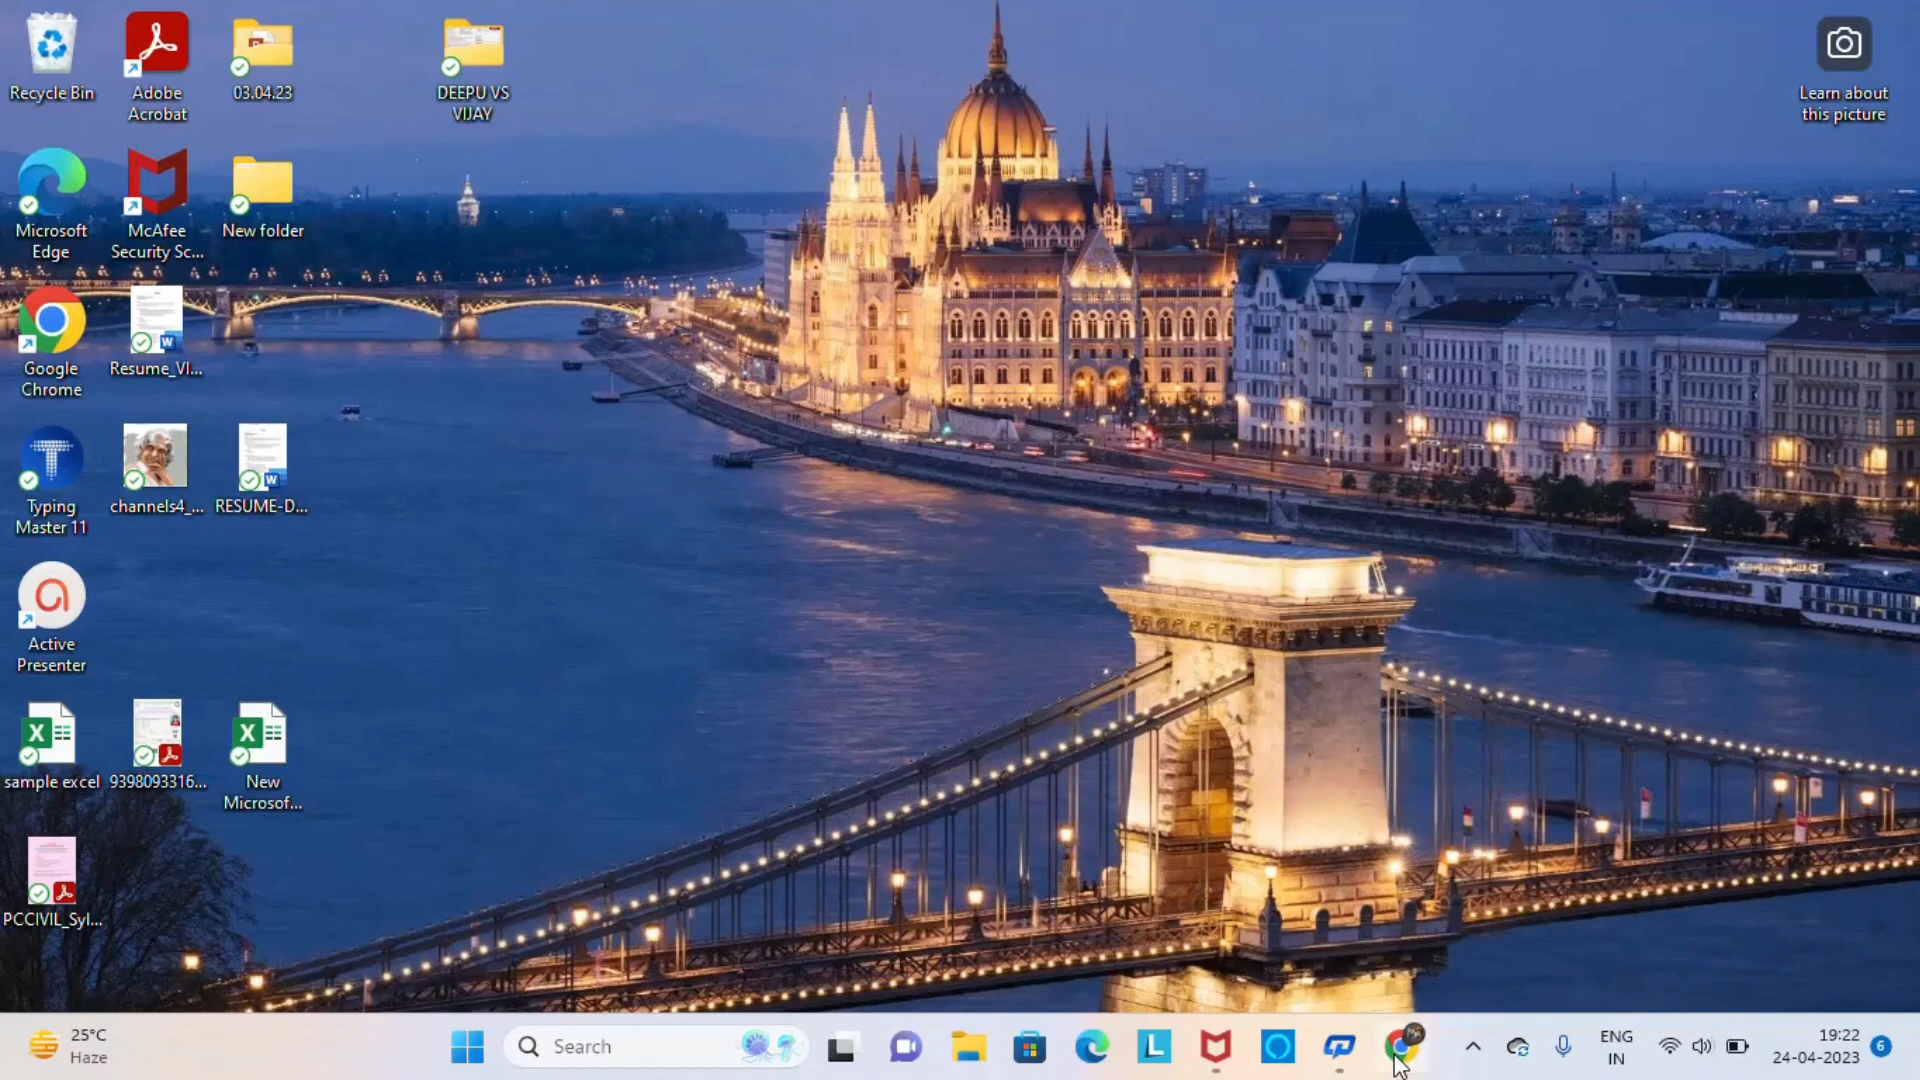 Recycle Bin
Adobe
Acrobat
03.04.23
DEEPU VS
VIJAY
Learn about
this picture
Microsoft
Edge
McAfee
Security Sc...
New folder
Google
Chrome
Resume_VI...
Typing
Master 11
channels4_...
RESUME-D...
Active
Presenter
sample excel
9398093316...
New
Microsof...
PCCIVIL_Syl...
25°C
Haze
Search
ENG
IN
19:22
24-04-2023
6